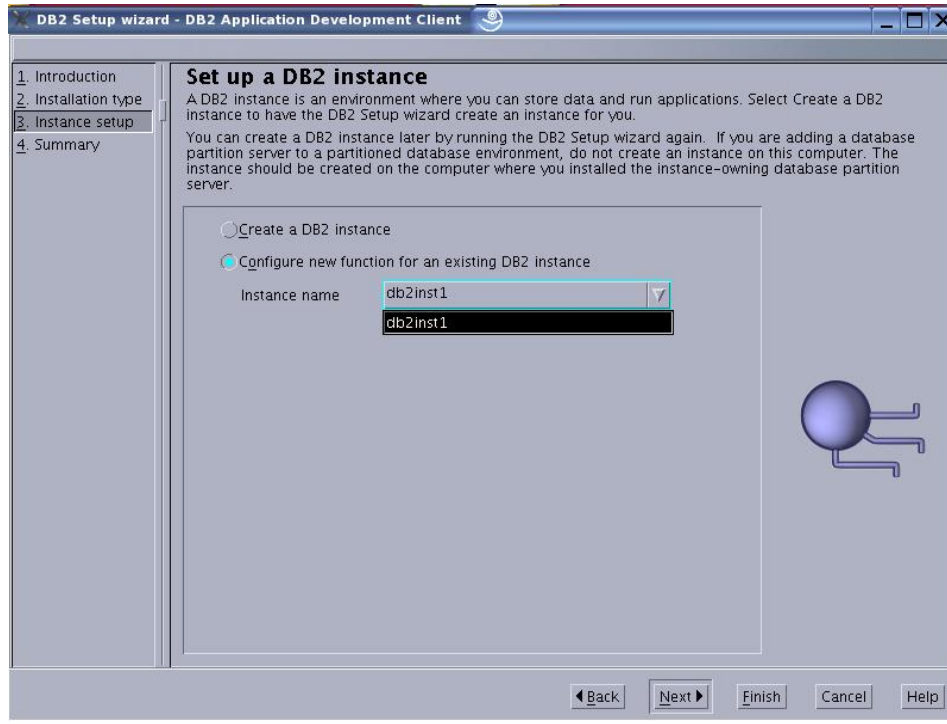 DB2 Setup wizard - DB2 Application Development Client
1. Introduction
2. Installation type
3. Instance setup
4. Summary
Set up a DB2 instance
A DB2 instance is an environment where you can store data and run applications. Select Create a DB2
instance to have the DB2 Setup wizard create an instance for you.
You can create a DB2 instance later by running the DB2 Setup wizard again. If you are adding a database
partition server to a partitioned database environment, do not create an instance on this computer. The
instance should be created on the computer where you installed the instance-owning database partition
server.
Create a DB2 instance
Configure new function for an existing DB2 instance
Instance name db2inst1
db2inst1
Back Next Finish Cancel Help